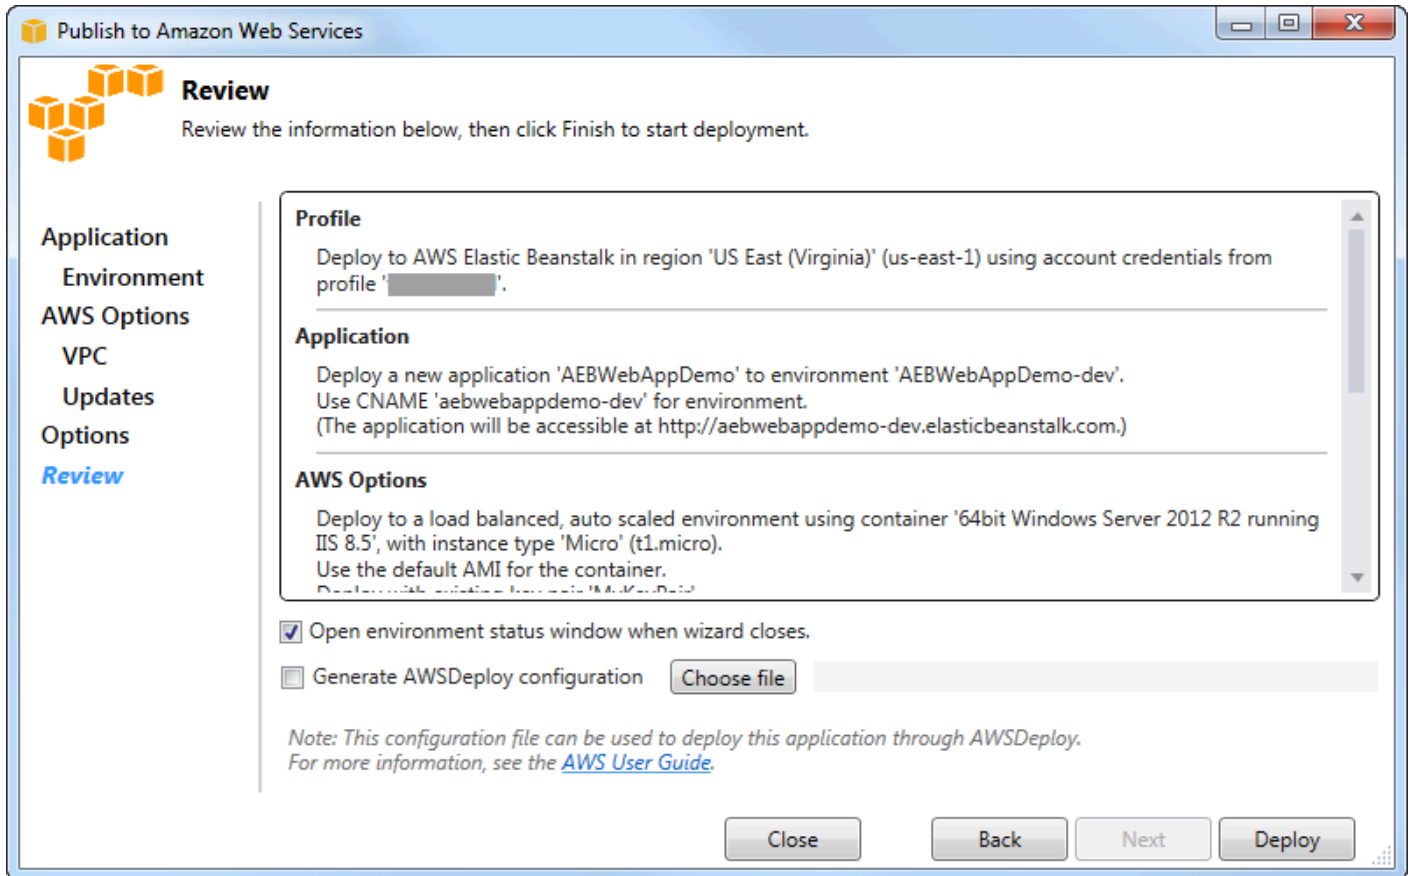 Publish to Amazon Web Services
Review
Review the information below, then click Finish to start deployment.
Application
Environment
AWS Options
VPC
Updates
Options
Review
Profile
Deploy to AWS Elastic Beanstalk in region 'US East (Virginia)' (us-east-1) using account credentials from
profile ' '.
Application
Deploy a new application 'AEBWebAppDemo' to environment 'AEBWebAppDemo-dev'.
Use CNAME 'aebwebappdemo-dev' for environment.
(The application will be accessible at http://aebwebappdemo-dev.elasticbeanstalk.com.)
AWS Options
Deploy to a load balanced, auto scaled environment using container '64bit Windows Server 2012 R2 running
IIS 8.5', with instance type 'Micro' (t1.micro).
Use the default AMI for the container.
Deploy with existing key pair 'MyKeyPair'
Open environment status window when wizard closes.
Generate AWSDeploy configuration
Choose file
Note: This configuration file can be used to deploy this application through AWSDeploy.
For more information, see the AWS User Guide.
Close
Back
Next
Deploy